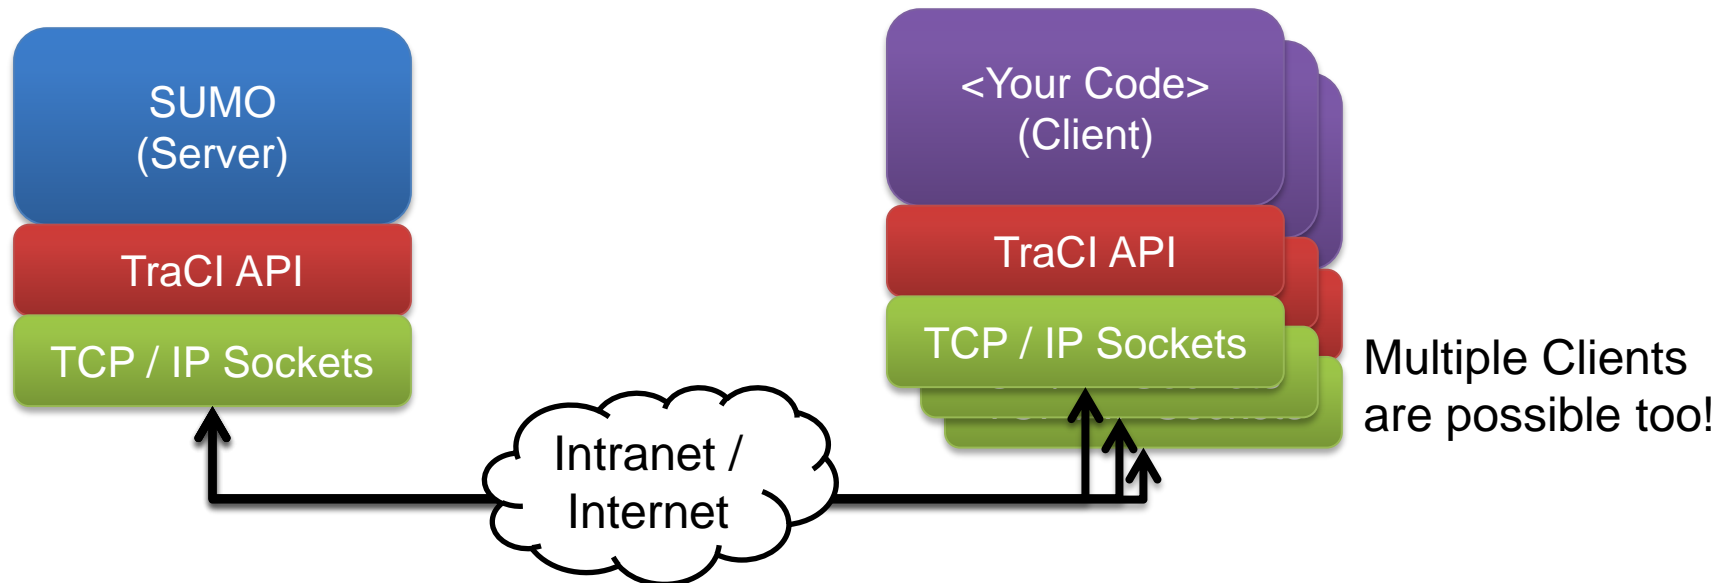 SUMO
(Server)
TraCI API
TCP / IP Sockets
<Your Code>
(Client)
TraCI API
TCP / IP Sockets
Multiple Clients
are possible too!
Intranet /
Internet